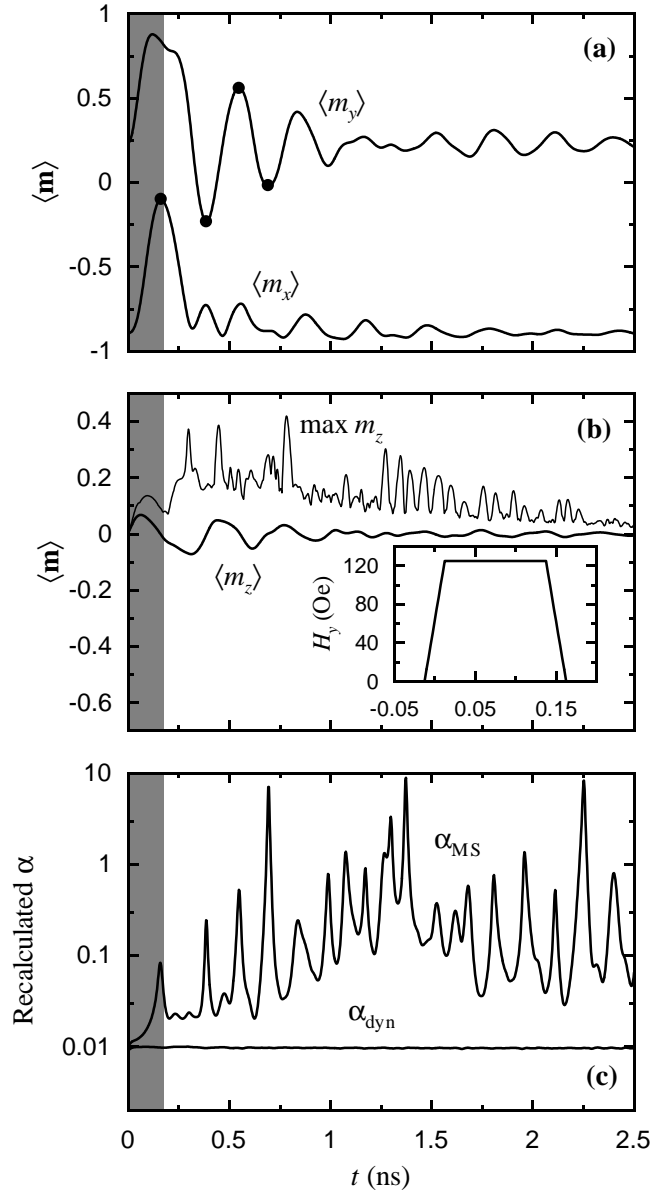 (a)
1
0.5
0
-0.5
-1
⟨m⟩
⟨m_y⟩
⟨m_x⟩
(b)
0.4
0.2
0
-0.2
-0.4
-0.6
⟨m⟩
max m_z
⟨m_z⟩
H_y (Oe)
120
80
40
0
-0.05 0.05 0.15
10
1
0.1
0.01
Recalculated α
α_MS
α_dyn
(c)
0 0.5 1 1.5 2 2.5
t (ns)